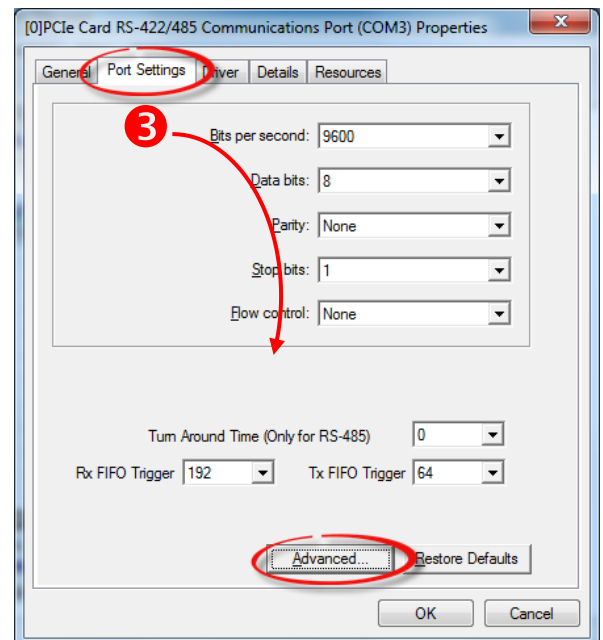 [0]PCIe Card RS-422/485 Communications Port (COM3) Properties
General Port Settings Driver Details Resources
3
Bits per second: 9600
Data bits: 8
Parity: None
Stop bits: 1
Flow control: None
Turn Around Time (Only for RS-485) 0
Rx FIFO Trigger 192 Tx FIFO Trigger 64
Advanced... Restore Defaults
OK Cancel